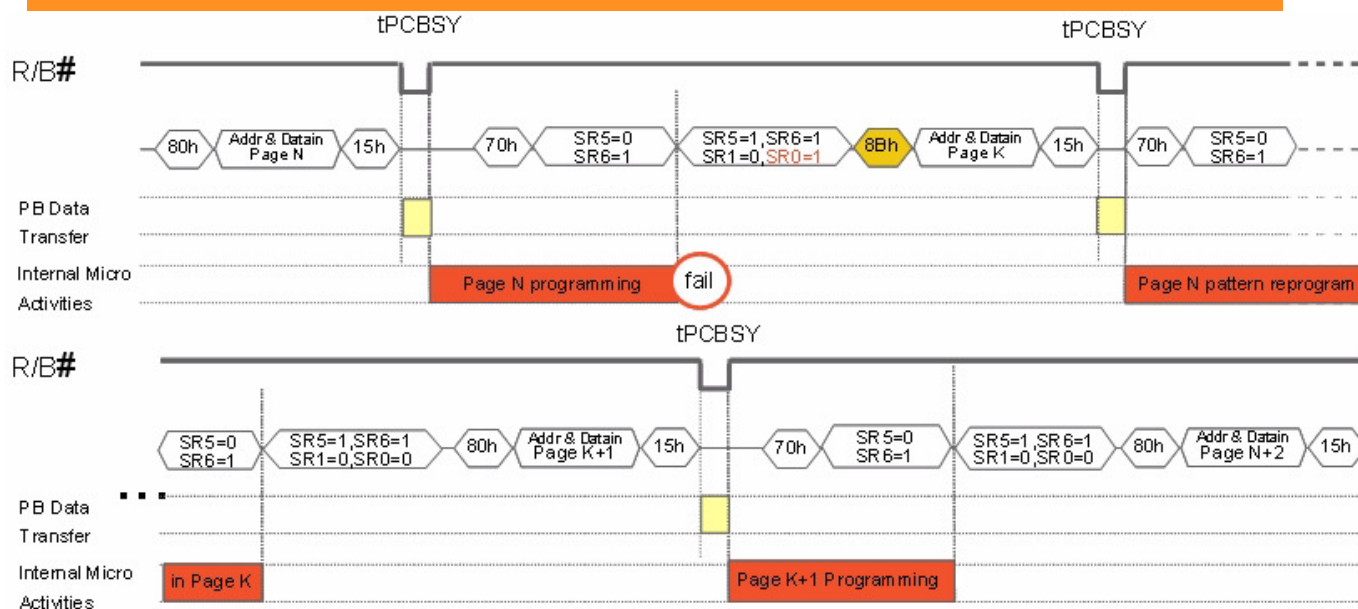 tPCBSY
tPCBSY
R/B#
80h
Addr & Datain
Page N
15h
70h
SR5=0
SR6=1
SR5=1,SR6=1
SR1=0,SR0=1
8Bh
Addr & Datain
Page K
15h
70h
SR5=0
SR6=1
PB Data
Transfer
Internal Micro
Activities
Page N programming
fail
Page N pattern reprogram
tPCBSY
R/B#
SR5=0
SR6=1
SR5=1,SR6=1
SR1=0,SR0=0
80h
Addr & Datain
Page K+1
15h
70h
SR5=0
SR6=1
SR5=1,SR6=1
SR1=0,SR0=0
80h
Addr & Datain
Page N+2
15h
PB Data
Transfer
Internal Micro
Activities
in Page K
Page K+1 Programming